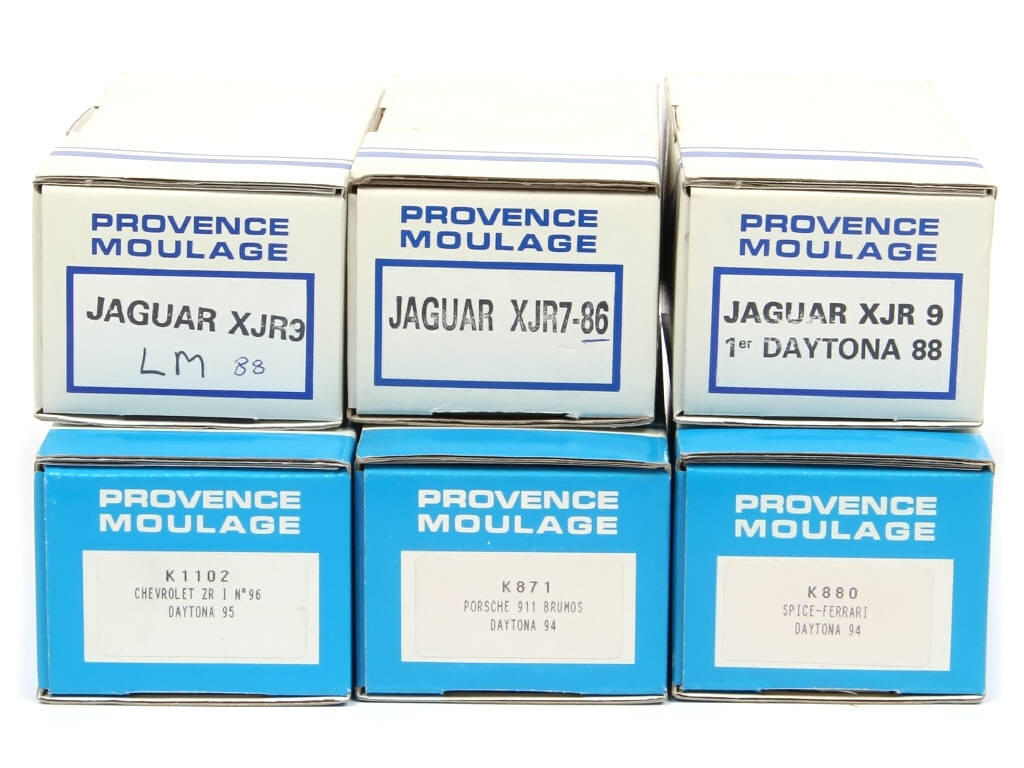 PROVENCE
MOULAGE
JAGUAR XJR9
LM 88
PROVENCE
MOULAGE
JAGUAR XJR7-86
PROVENCE
MOULAGE
JAGUAR XJR 9
1er DAYTONA 88
PROVENCE
MOULAGE
K1102
CHEVROLET ZR I N°96
DAYTONA 95
PROVENCE
MOULAGE
K871
PORSCHE 911 BRUMOS
DAYTONA 94
PROVENCE
MOULAGE
K880
SPICE-FERRARI
DAYTONA 94